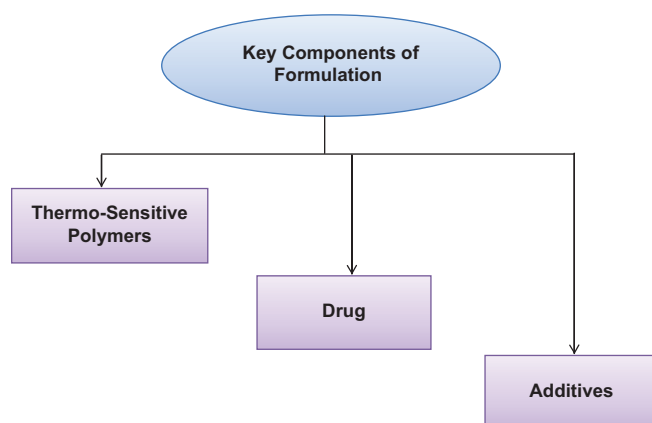 Key Components of
Formulation
Thermo-Sensitive
Polymers
Drug
Additives